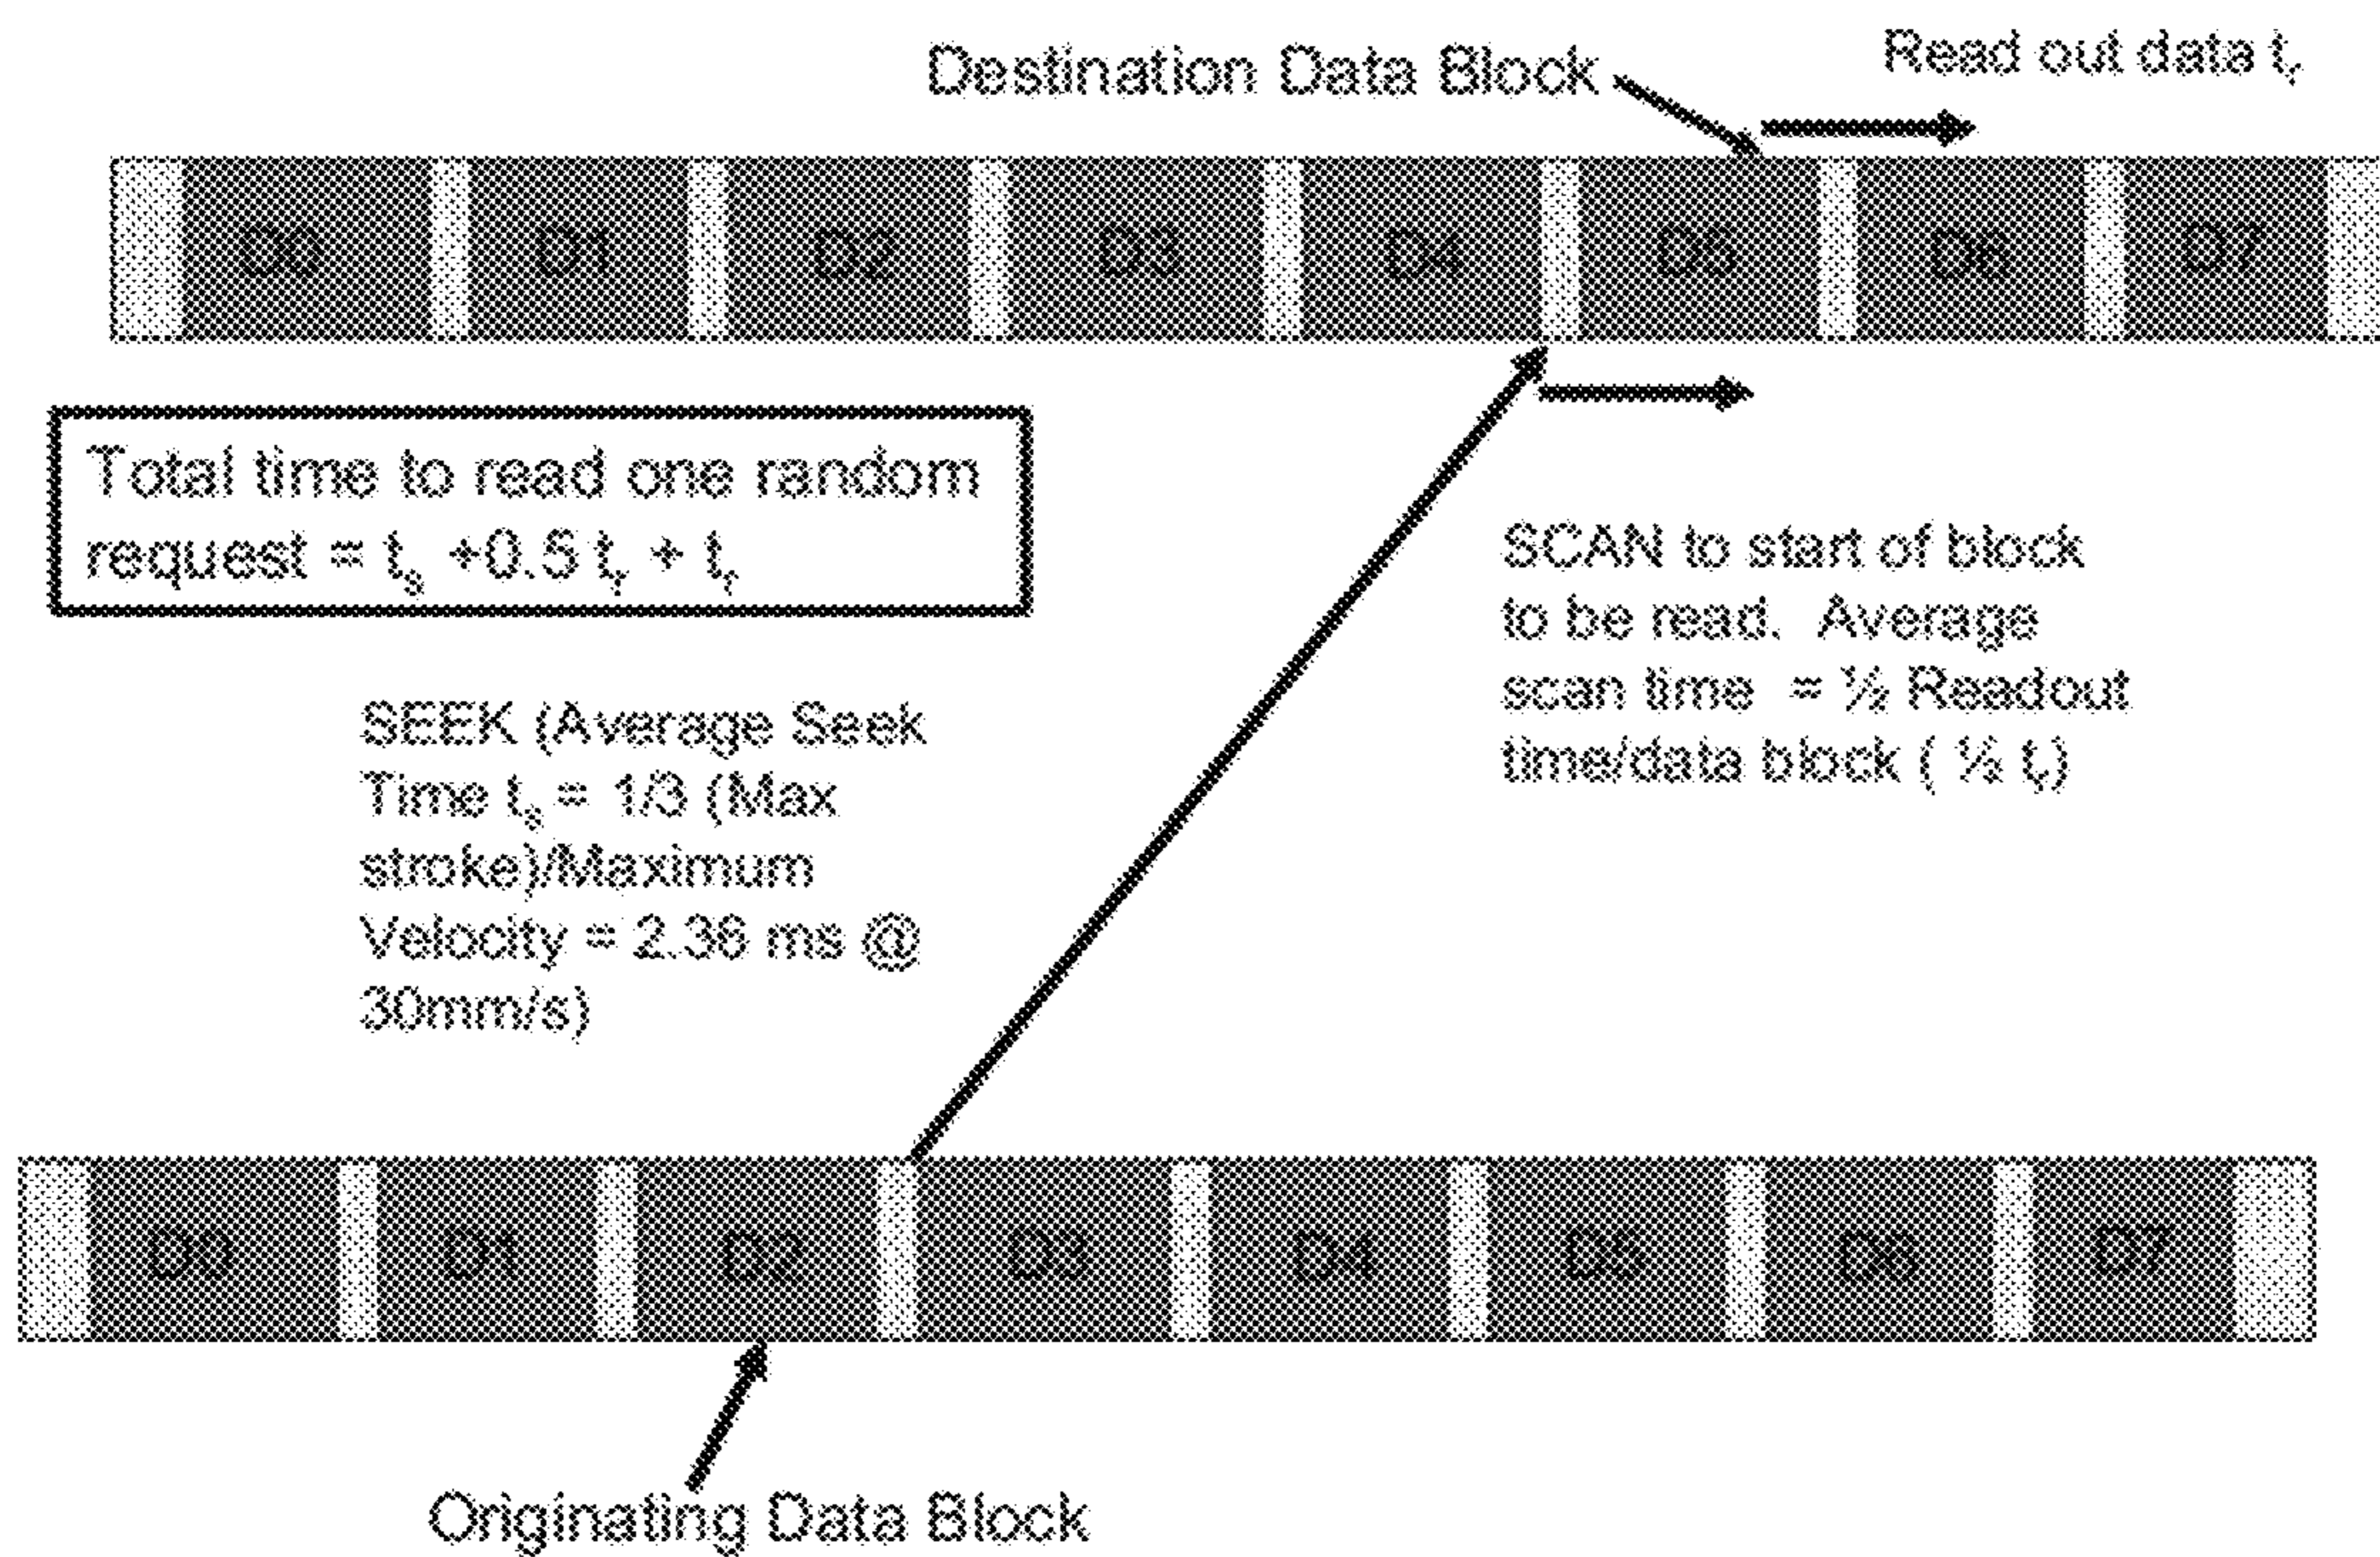 Destination Data Block
Read out data tᵣ
D0 D1 D2 D3 D4 D5 D6 D7
Total time to read one random
request = tₛ +0.5 tᵣ + tᵣ
SCAN to start of block
to be read. Average
scan time = ½ Readout
time/data block ( ½ tᵣ)
SEEK (Average Seek
Time tₛ = 1/3 (Max
stroke)/Maximum
Velocity = 2.36 ms @
30mm/s)
D0 D1 D2 D3 D4 D5 D6 D7
Originating Data Block